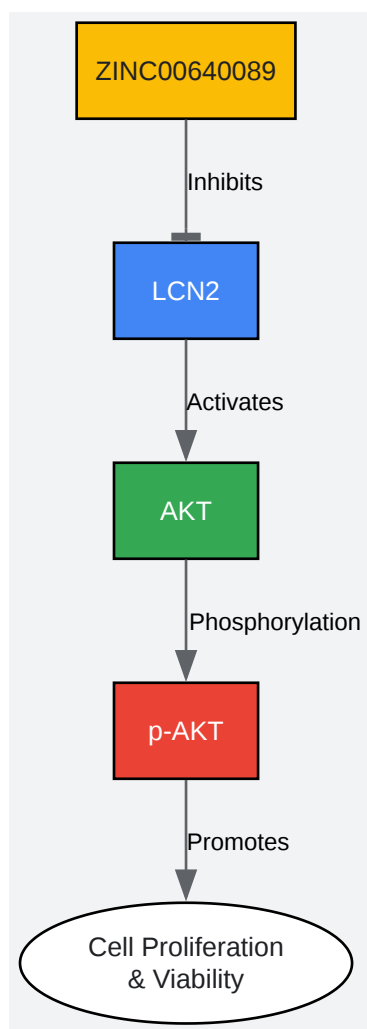 ZINC00640089
Inhibits
LCN2
Activates
AKT
Phosphorylation
p-AKT
Promotes
Cell Proliferation
& Viability